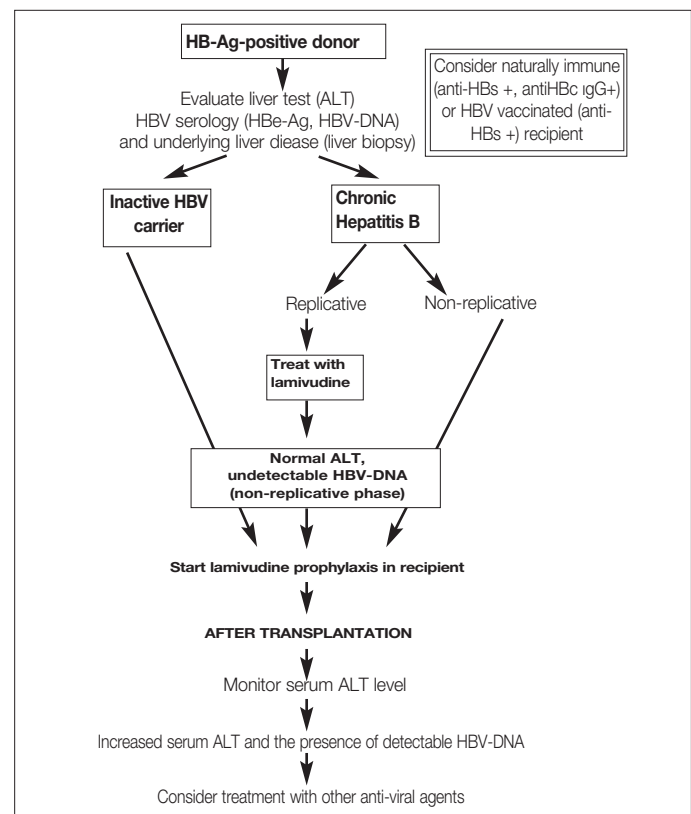 HB-Ag-positive donor
Consider naturally immune
(anti-HBs +, antiHBc ıgG+)
or HBV vaccinated (anti-
HBs +) recipient
Evaluate liver test (ALT)
HBV serology (HBe-Ag, HBV-DNA)
and underlying liver disease (liver biopsy)
Inactive HBV
carrier
Chronic
Hepatitis B
Replicative
Non-replicative
Treat with
lamivudine
Normal ALT,
undetectable HBV-DNA
(non-replicative phase)
Start lamivudine prophylaxis in recipient
AFTER TRANSPLANTATION
Monitor serum ALT level
Increased serum ALT and the presence of detectable HBV-DNA
Consider treatment with other anti-viral agents